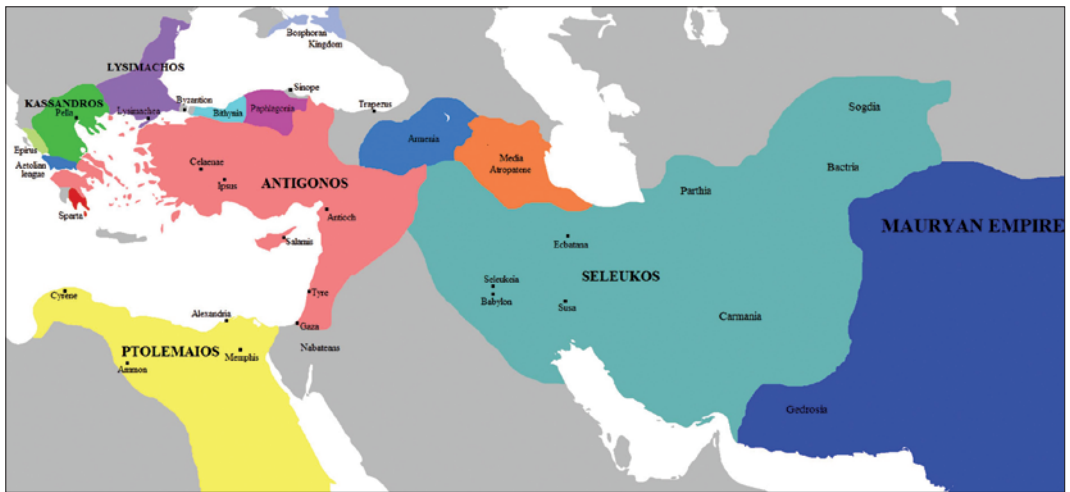 Bosphoran
Kingdom
LYSIMACHOS
Sinope
KASSANDROS
Byzantion
Traperus
Sogdia
Pella
Lysimachea
Bithynia
Paphlagonia
Armenia
Epirus
Media
Atropatene
Aetolian
league
Celaenae
Bactria
Ipsus
ANTIGONOS
Parthia
Sparta
Antioch
MAURYAN EMPIRE
Salamis
Ecbatana
Seleukeia
SELEUKOS
Cyrene
Tyre
Babylon
Susa
Alexandria
Carmania
Gaza
PTOLEMAIOS
Memphis
Nabateans
Ammon
Gedrosia